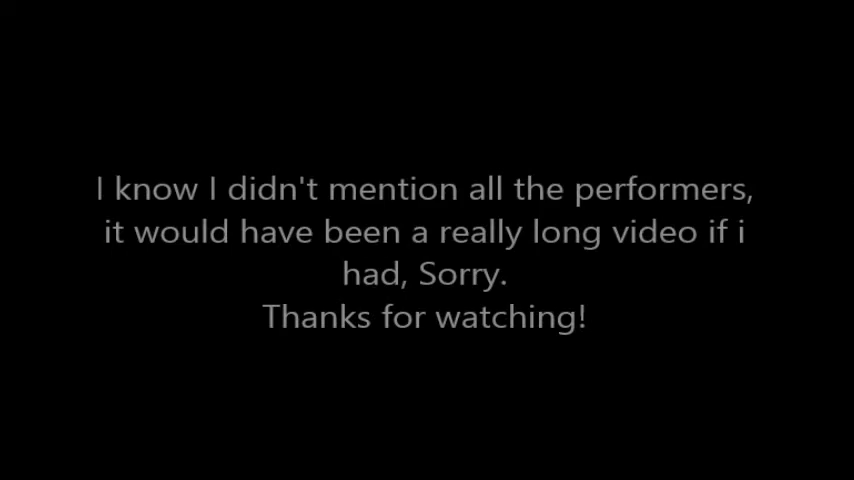 I know I didn't mention all the performers,
it would have been a really long video if i
had, Sorry.
Thanks for watching!